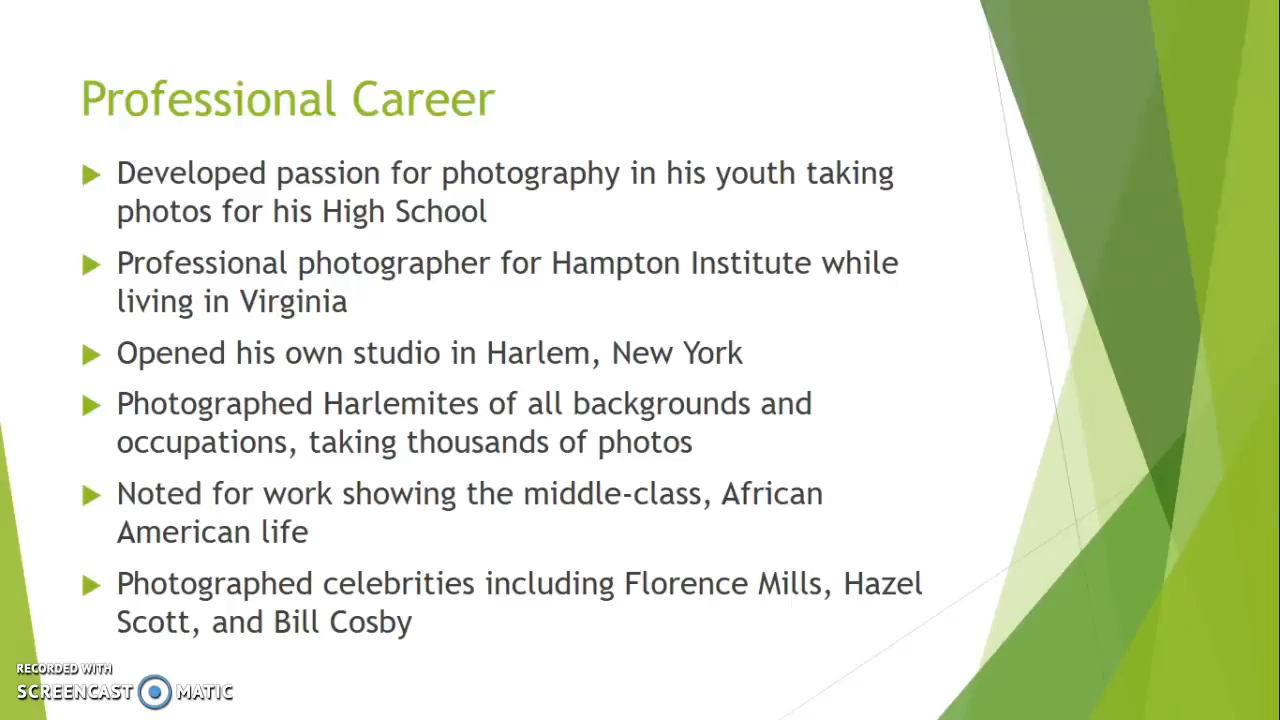 Professional Career
Developed passion for photography in his youth taking
photos for his High School
Professional photographer for Hampton Institute while
living in Virginia
Opened his own studio in Harlem, New York
Photographed Harlemites of all backgrounds and
occupations, taking thousands of photos
Noted for work showing the middle-class, African
American life
Photographed celebrities including Florence Mills, Hazel
Scott, and Bill Cosby
RECORDED WITH
SCREENCAST MATIC